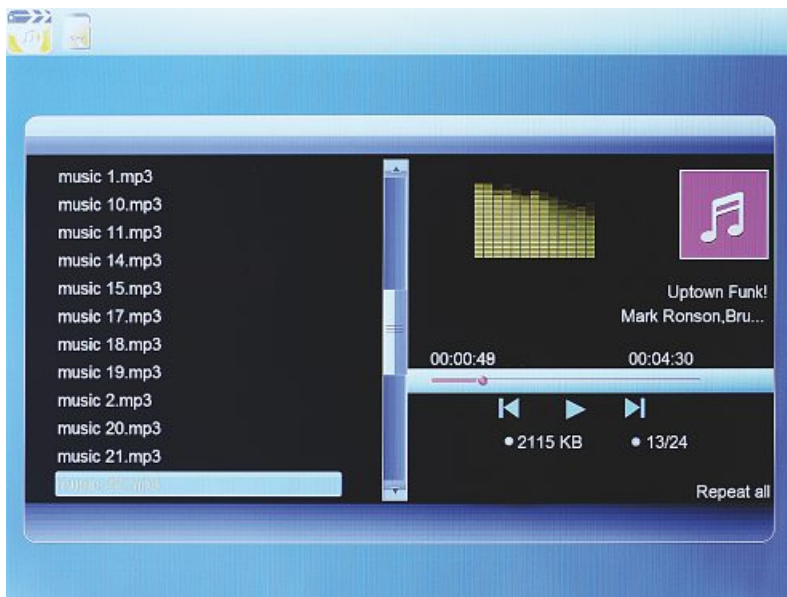 music 1.mp3
music 10.mp3
music 11.mp3
music 14.mp3
music 15.mp3
music 17.mp3
music 18.mp3
music 19.mp3
music 2.mp3
music 20.mp3
music 21.mp3
Uptown Funk!
Mark Ronson,Bru...
00:00:49
00:04:30
2115 KB
13/24
Repeat all